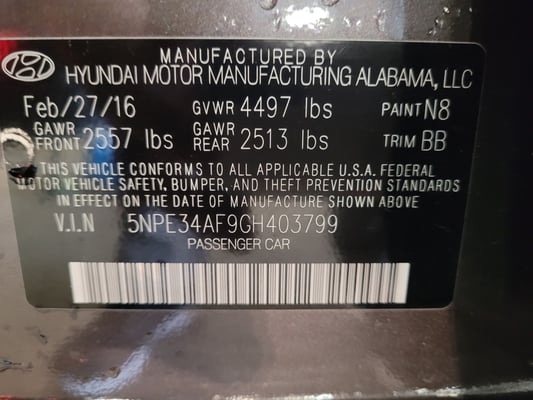 MANUFACTURED BY
HYUNDAI MOTOR MANUFACTURING ALABAMA, LLC
Feb/27/16 GVWR 4497 lbs PAINT N8
GAWR FRONT 2557 lbs GAWR REAR 2513 lbs TRIM BB
THIS VEHICLE CONFORMS TO ALL APPLICABLE U.S.A. FEDERAL
MOTOR VEHICLE SAFETY, BUMPER, AND THEFT PREVENTION STANDARDS
IN EFFECT ON THE DATE OF MANUFACTURE SHOWN ABOVE.
V.I.N 5NPE34AF9GH403799
PASSENGER CAR